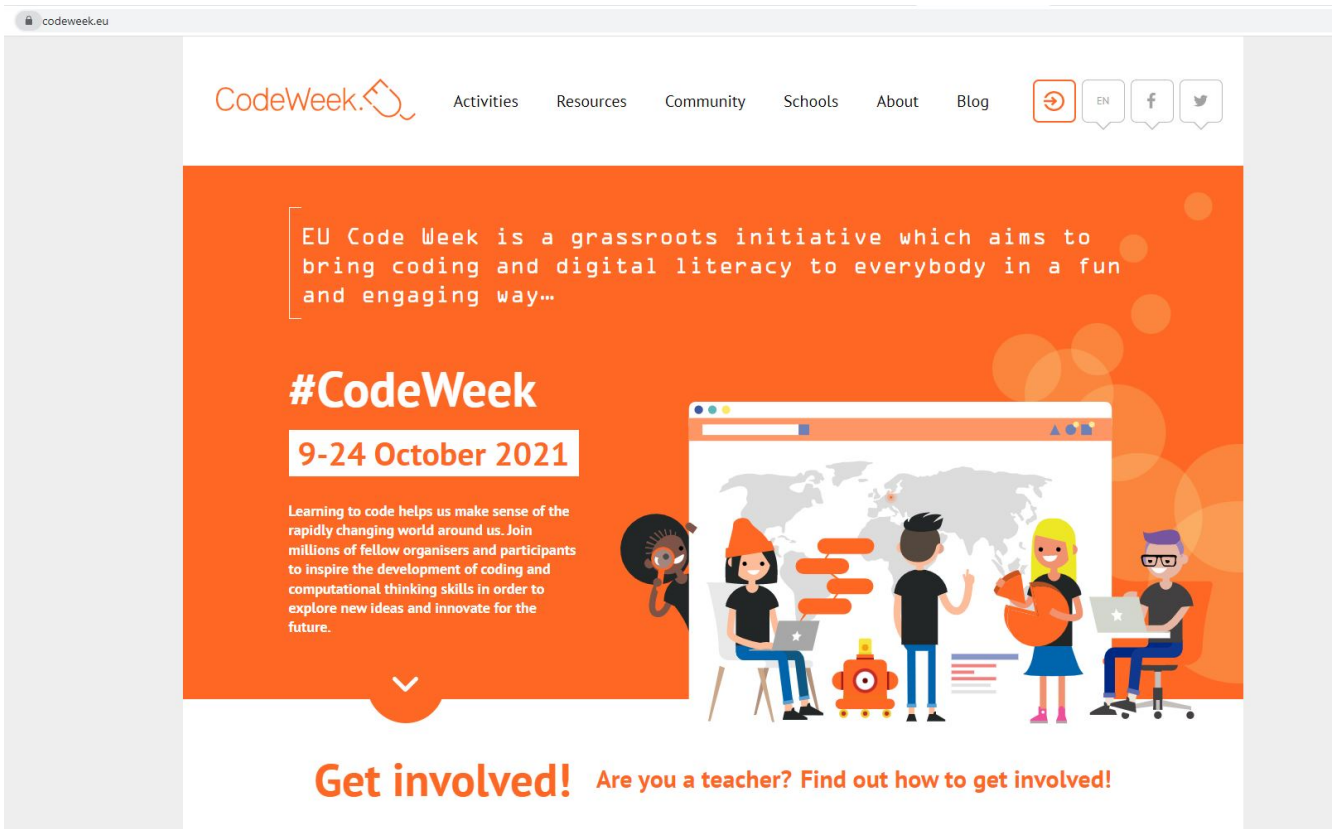 codeweek.eu
CodeWeek.
Activities Resources Community Schools About Blog EN
EU Code Week is a grassroots initiative which aims to
bring coding and digital literacy to everybody in a fun
and engaging way…
#CodeWeek
9-24 October 2021
Learning to code helps us make sense of the
rapidly changing world around us. Join
millions of fellow organisers and participants
to inspire the development of coding and
computational thinking skills in order to
explore new ideas and innovate for the
future.
Get involved! Are you a teacher? Find out how to get involved!